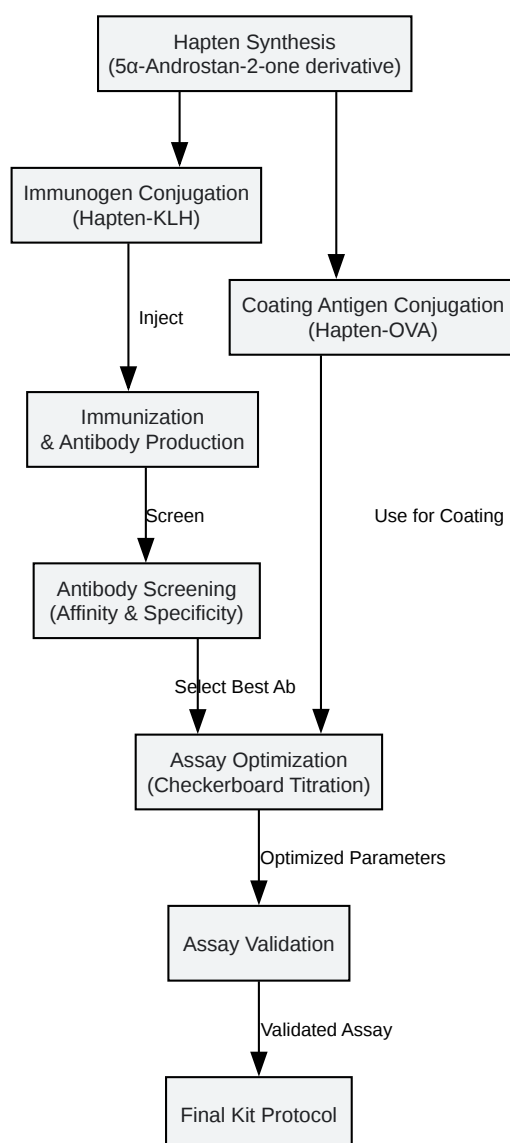 Hapten Synthesis
(5α-Androstan-2-one derivative)
Immunogen Conjugation
(Hapten-KLH)
Coating Antigen Conjugation
(Hapten-OVA)
Inject
Immunization
& Antibody Production
Screen
Use for Coating
Antibody Screening
(Affinity & Specificity)
Select Best Ab
Assay Optimization
(Checkerboard Titration)
Optimized Parameters
Assay Validation
Validated Assay
Final Kit Protocol